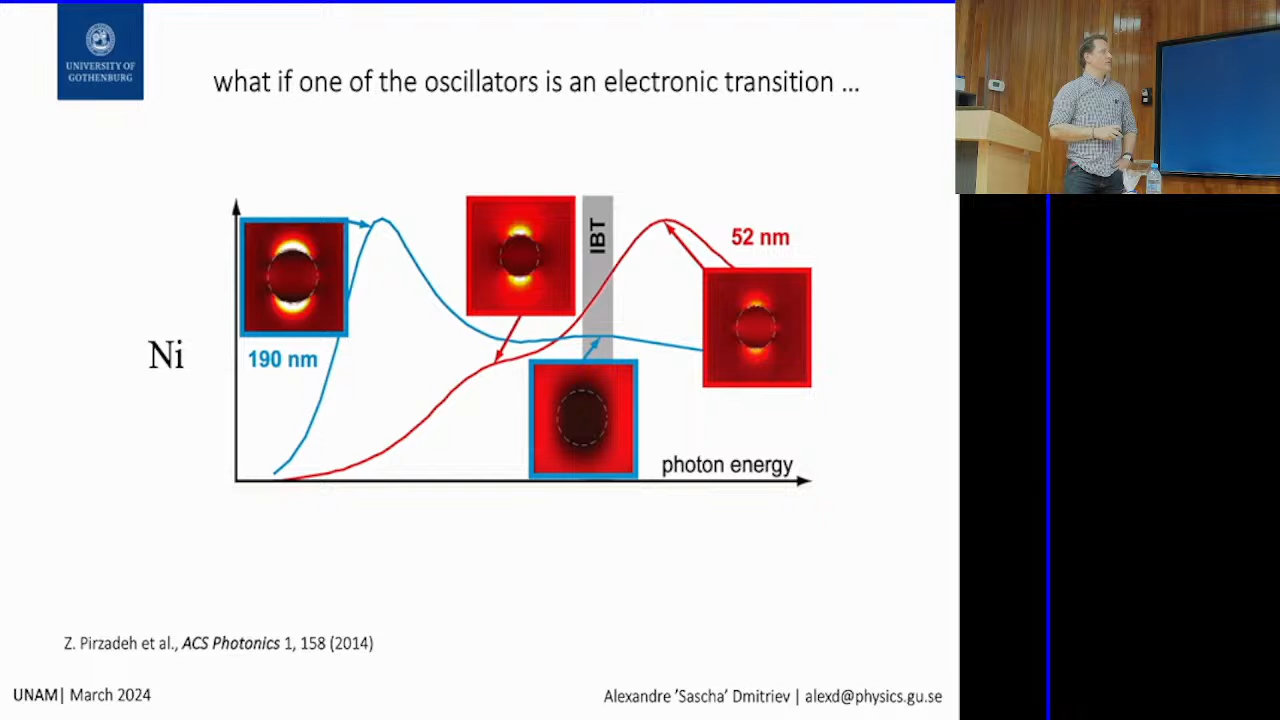 UNIVERSITY OF
GOTHENBURG
what if one of the oscillators is an electronic transition ...
IBT
52 nm
Ni
190 nm
photon energy
Z. Pirzadeh et al., ACS Photonics 1, 158 (2014)
UNAM| March 2024
Alexandre ’Sascha’ Dmitriev | alexd@physics.gu.se